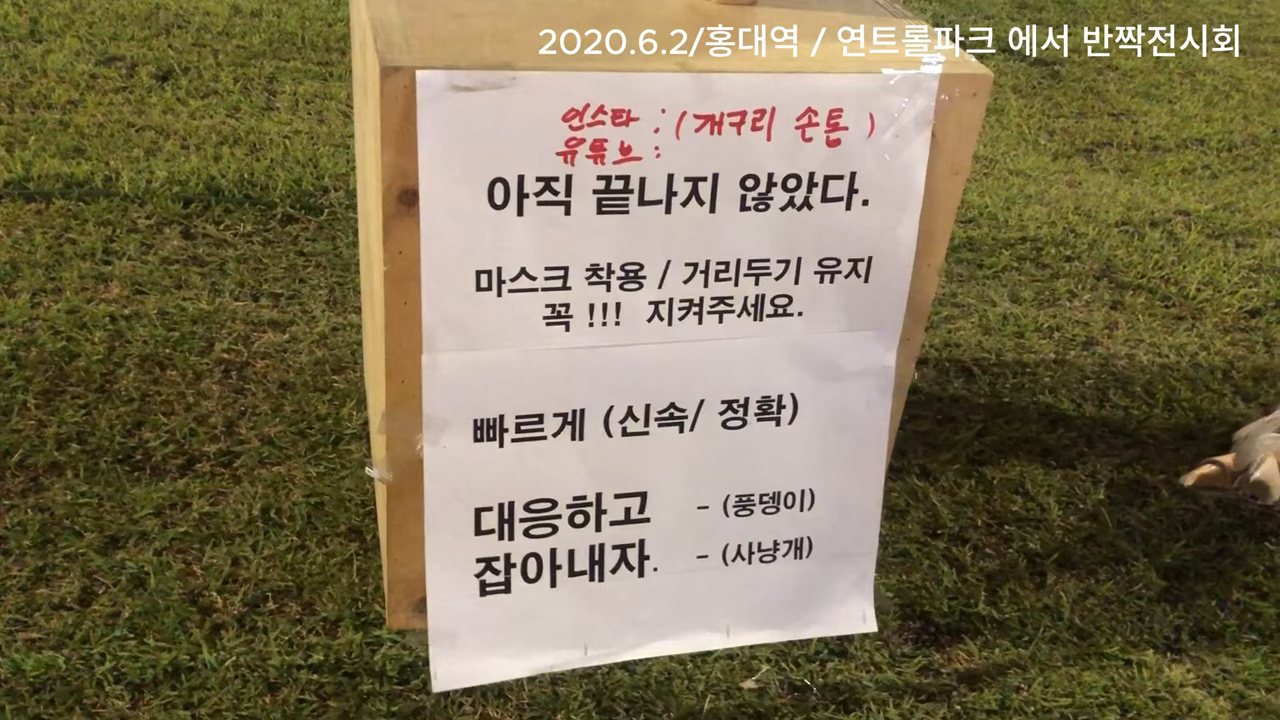 2020.6.2/홍대역 / 연트롤파크 에서 반짝전시회
인스타 : (개구리 손톤)
유튜브 :
아직 끝나지 않았다.
마스크 착용 / 거리두기 유지
꼭 !!! 지켜주세요.
빠르게 (신속/ 정확)
대응하고 - (풍뎅이)
잡아내자. - (사냥개)